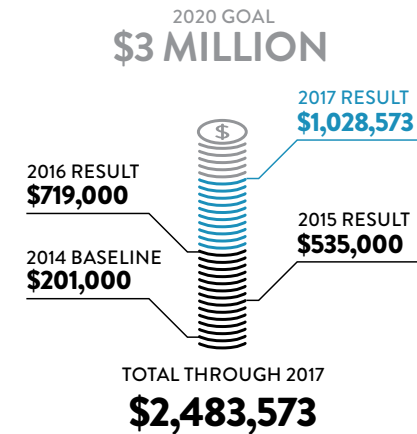 2020 GOAL
$3 MILLION
$
2017 RESULT
$1,028,573
2016 RESULT
$719,000
2015 RESULT
$535,000
2014 BASELINE
$201,000
TOTAL THROUGH 2017
$2,483,573